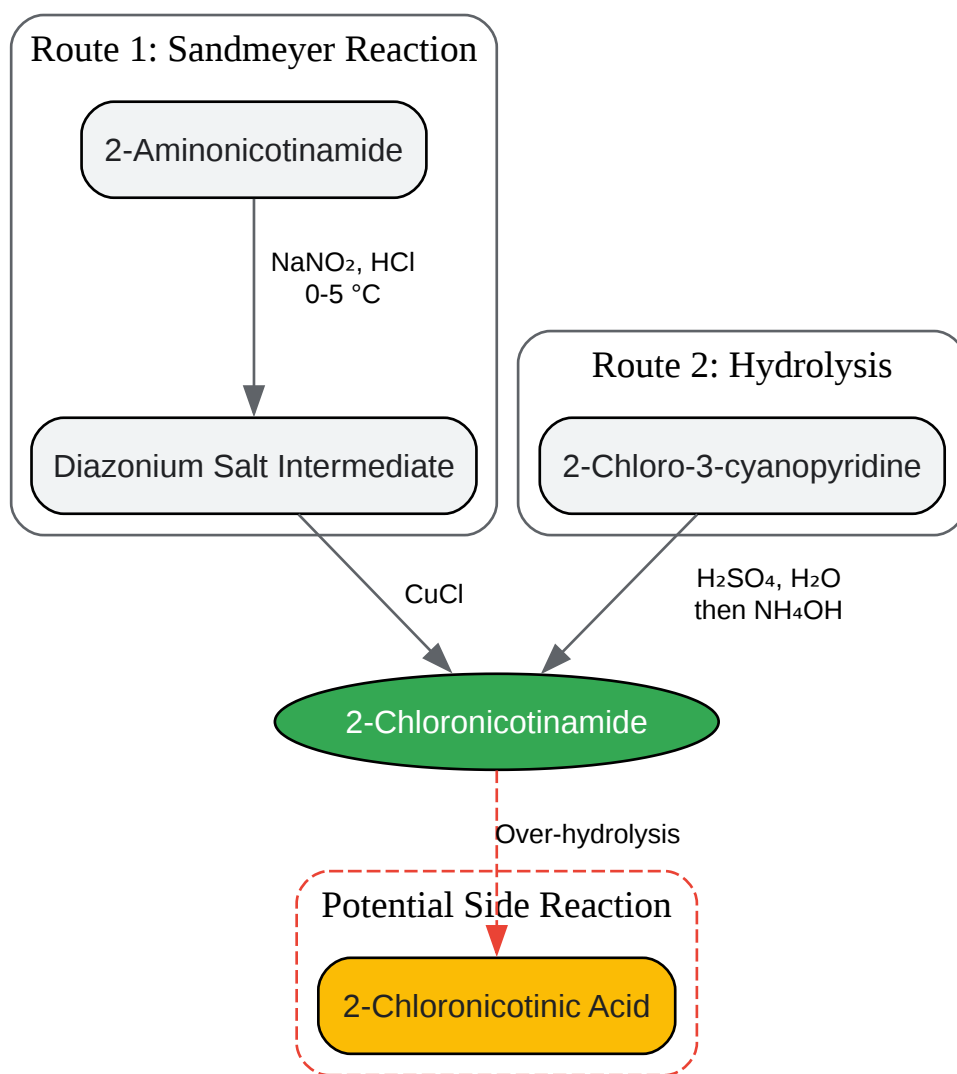 Route 1: Sandmeyer Reaction
2-Aminonicotinamide
NaNO₂, HCl
0-5 °C
Diazonium Salt Intermediate
Route 2: Hydrolysis
2-Chloro-3-cyanopyridine
CuCl
H₂SO₄, H₂O
then NH₄OH
2-Chloronicotinamide
Over-hydrolysis
Potential Side Reaction
2-Chloronicotinic Acid